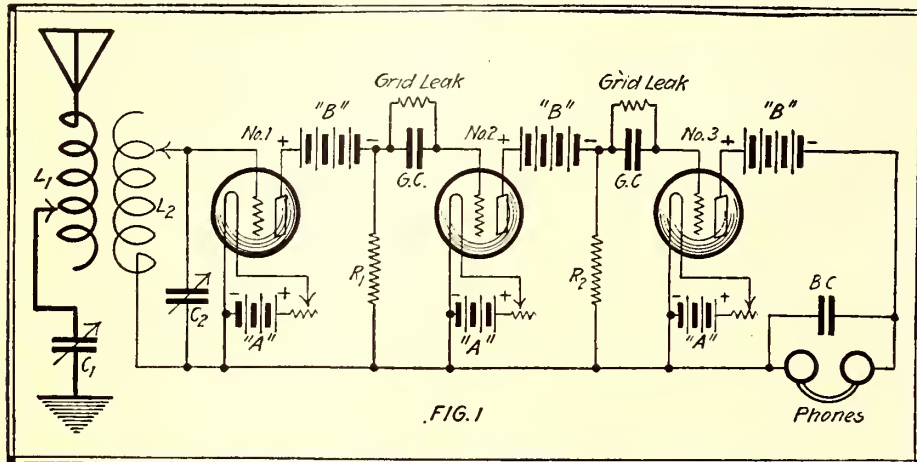 Grid Leak
Grid Leak
"B"
"B"
"B"
No.1 + -
No.2 + -
No.3 + -
G.C.
G.C
L₁
L₂
R₁
R₂
B C
C₂
- +
- +
- +
"A"
"A"
"A"
C₁
Phones
FIG. 1